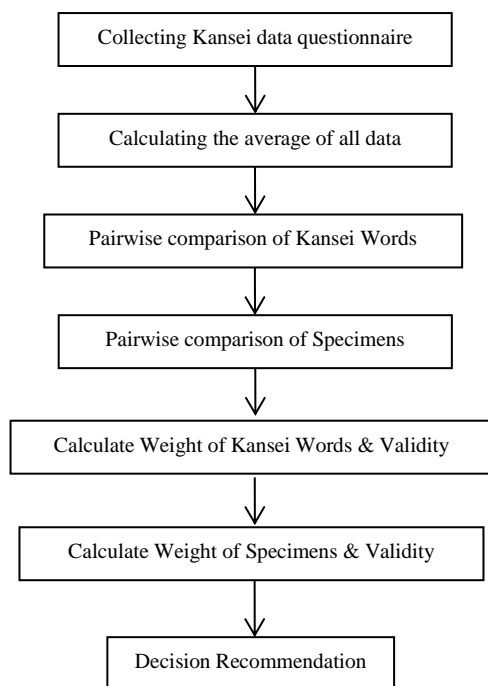 Collecting Kansei data questionnaire
Calculating the average of all data
Pairwise comparison of Kansei Words
Pairwise comparison of Specimens
Calculate Weight of Kansei Words & Validity
Calculate Weight of Specimens & Validity
Decision Recommendation